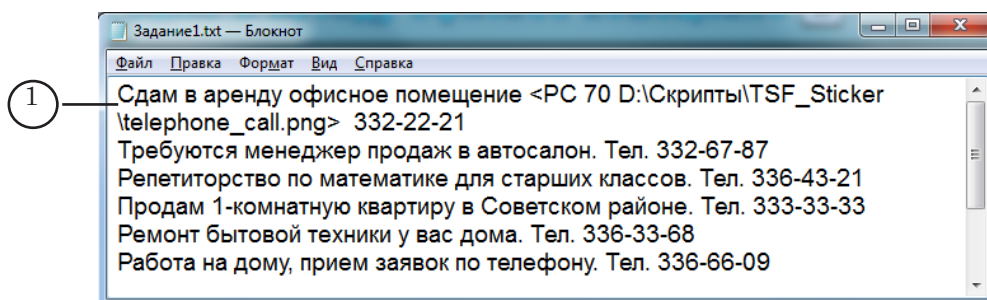 Задание1.txt — Блокнот
Файл Правка Формат Вид Справка
1
Сдам в аренду офисное помещение <PC 70 D:\Скрипты\TSF_Sticker
\telephone_call.png> 332-22-21
Требуются менеджер продаж в автосалон. Тел. 332-67-87
Репетиторство по математике для старших классов. Тел. 336-43-21
Продам 1-комнатную квартиру в Советском районе. Тел. 333-33-33
Ремонт бытовой техники у вас дома. Тел. 336-33-68
Работа на дому, прием заявок по телефону. Тел. 336-66-09